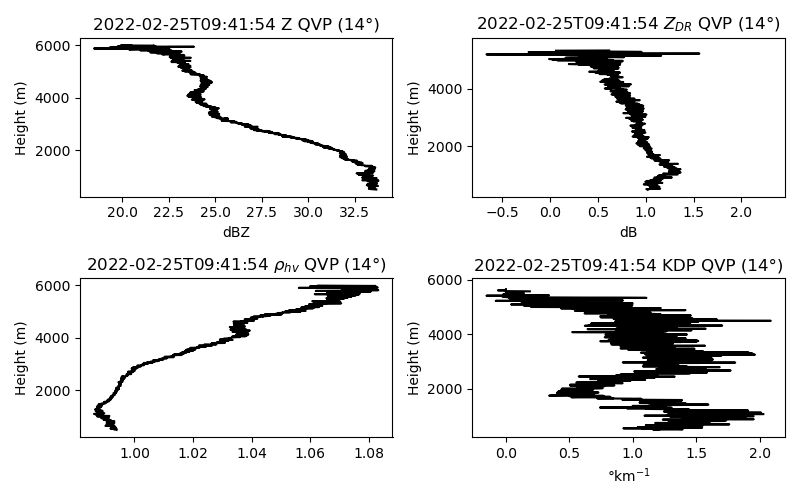 2022-02-25T09:41:54 Z QVP (14°)
6000
4000
2000
Height (m)
20.0 22.5 25.0 27.5 30.0 32.5
dBZ
2022-02-25T09:41:54 Z_DR QVP (14°)
4000
2000
Height (m)
−0.5 0.0 0.5 1.0 1.5 2.0
dB
2022-02-25T09:41:54 ρ_hv QVP (14°)
6000
4000
2000
Height (m)
1.00 1.02 1.04 1.06 1.08
2022-02-25T09:41:54 KDP QVP (14°)
6000
4000
2000
Height (m)
0.0 0.5 1.0 1.5 2.0
°km⁻¹